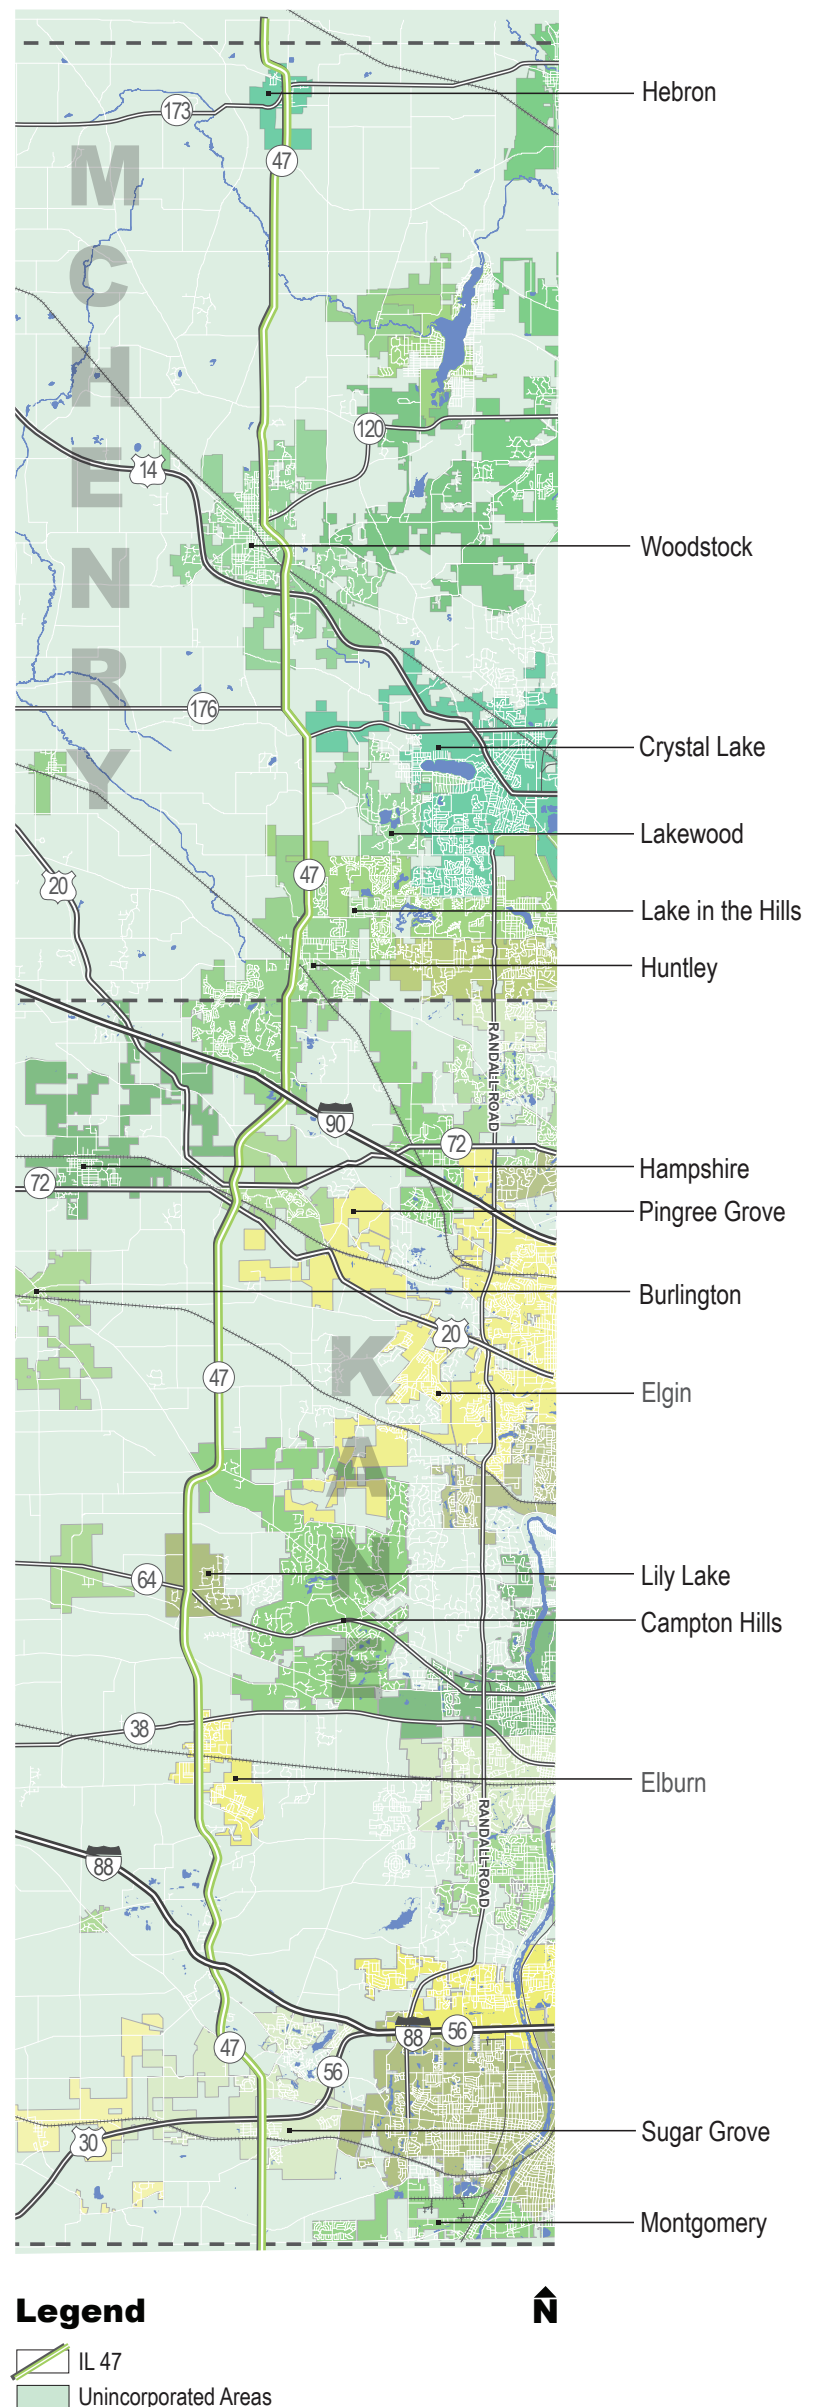 Hebron
173
47
M
C
H
E
N
R
Y
120
14
Woodstock
176
Crystal Lake
Lakewood
47
20
Lake in the Hills
Huntley
RANDALL ROAD
90
72
Hampshire
72
Pingree Grove
Burlington
20
K
47
Elgin
A
N
E
64
Lily Lake
Campton Hills
38
Elburn
RANDALL ROAD
88
88
56
47
56
30
Sugar Grove
Montgomery
Legend
N
IL 47
Unincorporated Areas